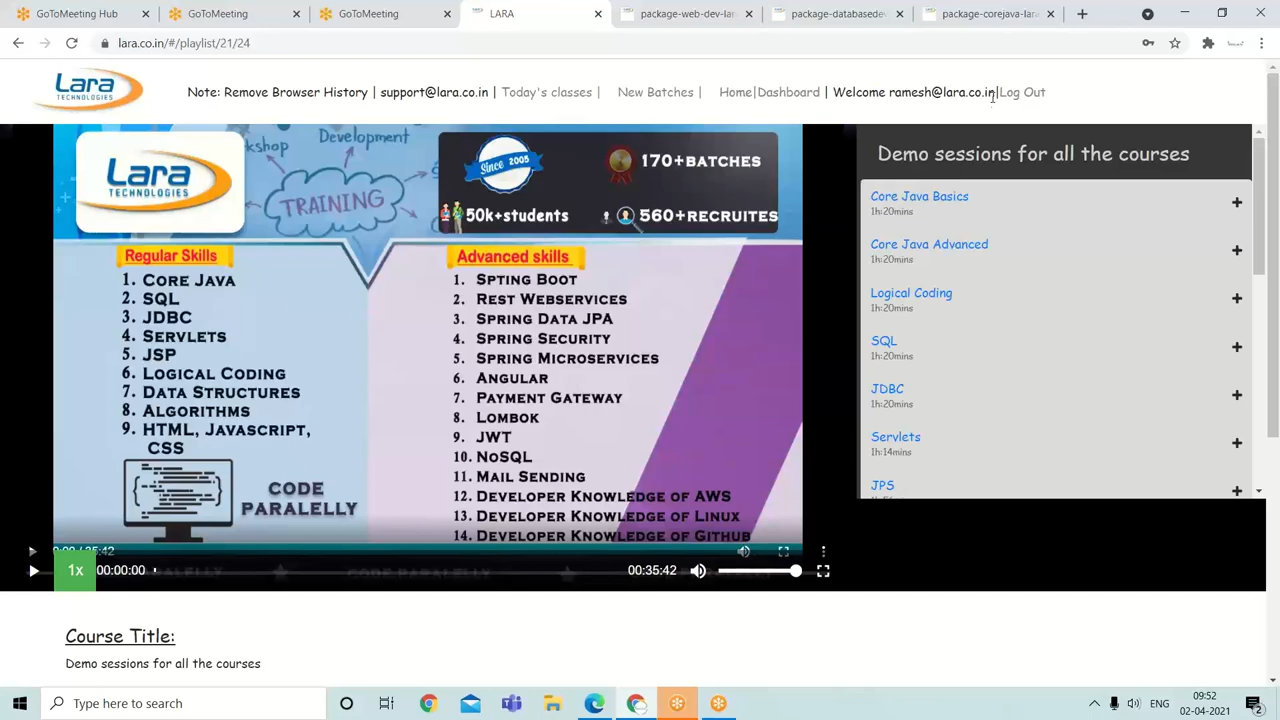 GoToMeeting Hub
GoToMeeting
GoToMeeting
LARA
package-web-dev-la
package-databasede
package-corejava-lar
lara.co.in/#/playlist/21/24
Lara
TECHNOLOGIES
Note: Remove Browser History | support@lara.co.in | Today's classes | New Batches | Home|Dashboard | Welcome ramesh@lara.co.in|Log Out
Development
kshop
TRAINING
Lara
TECHNOLOGIES
Since 2005
170+BATCHES
50k+students
560+RECRUITES
Regular Skills
1. CORE JAVA
2. SQL
3. JDBC
4. SERVLETS
5. JSP
6. LOGICAL CODING
7. DATA STRUCTURES
8. ALGORITHMS
9. HTML, JAVASCRIPT,
CSS
CODE
PARALELLY
Advanced skills
1. SPTING BOOT
2. REST WEBSERVICES
3. SPRING DATA JPA
4. SPRING SECURITY
5. SPRING MICROSERVICES
6. ANGULAR
7. PAYMENT GATEWAY
8. LOMBOK
9. JWT
10. NOSQL
11. MAIL SENDING
12. DEVELOPER KNOWLEDGE OF AWS
13. DEVELOPER KNOWLEDGE OF LINUX
14. DEVELOPER KNOWLEDGE OF GITHUB
0:00 / 35:42
1x 00:00:00
00:35:42
Demo sessions for all the courses
Core Java Basics
1h:20mins
Core Java Advanced
1h:20mins
Logical Coding
1h:20mins
SQL
1h:20mins
JDBC
1h:20mins
Servlets
1h:14mins
JPS
Course Title:
Demo sessions for all the courses
Type here to search
ENG
09:52
02-04-2021
2